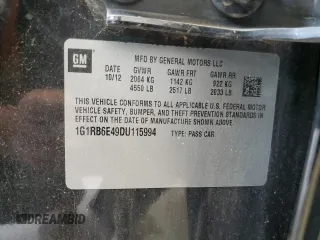 GM
MFD BY GENERAL MOTORS LLC
DATE GVWR GAWR FRT GAWR RR
10/12 2064 KG 1142 KG 922 KG
4550 LB 2517 LB 2033 LB
THIS VEHICLE CONFORMS TO ALL APPLICABLE U.S. FEDERAL MOTOR
VEHICLE SAFETY, BUMPER, AND THEFT PREVENTION STANDARDS
IN EFFECT ON THE DATE OF MANUFACTURE SHOWN ABOVE.
1G1RB6E49DU115994 TYPE: PASS CAR
DREAMBID